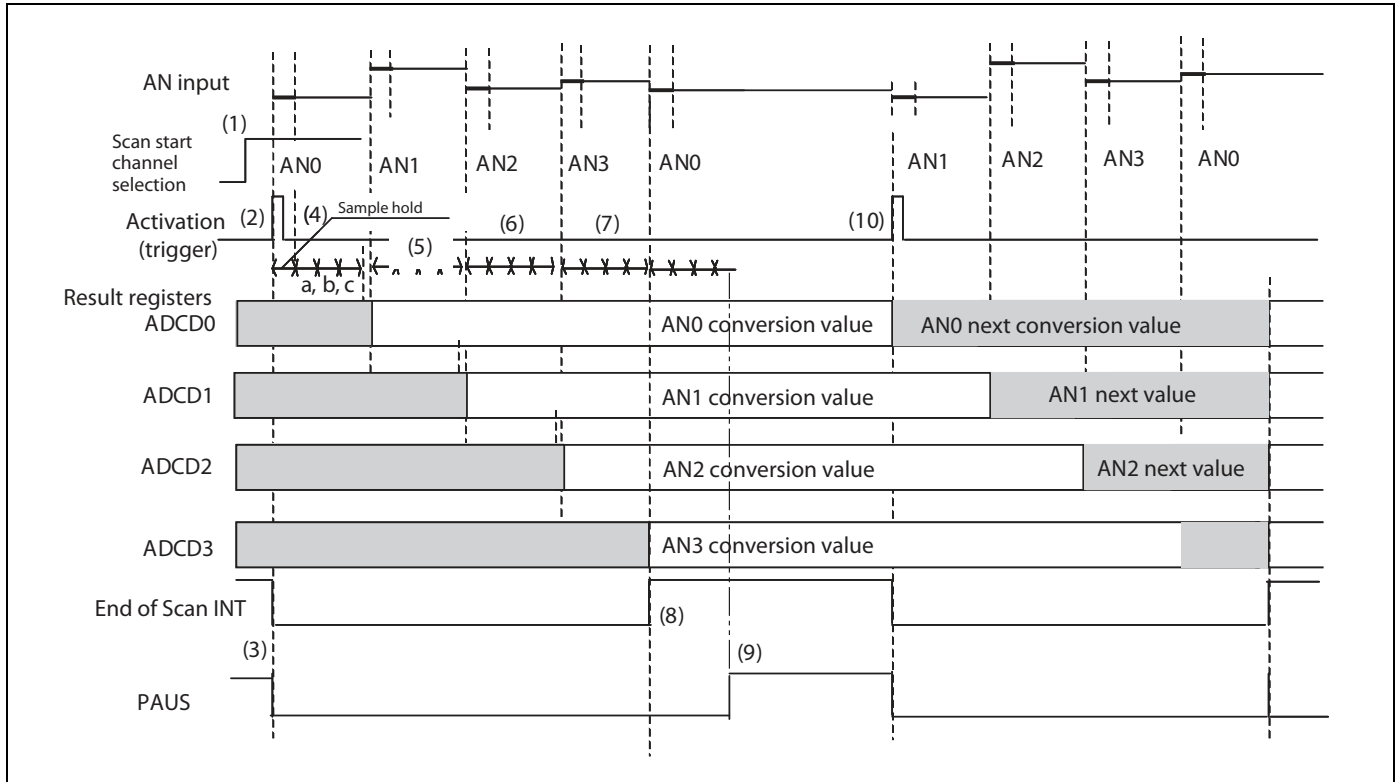 AN input
(1)
Scan start
channel
selection
AN0 AN1 AN2 AN3 AN0 AN1 AN2 AN3 AN0
Activation
(trigger)
(2) (4) Sample hold (5) (6) (7) (10)
a, b, c
Result registers
ADCD0 AN0 conversion value AN0 next conversion value
ADCD1 AN1 conversion value AN1 next value
ADCD2 AN2 conversion value AN2 next value
ADCD3 AN3 conversion value
End of Scan INT (8)
(3) (9)
PAUS